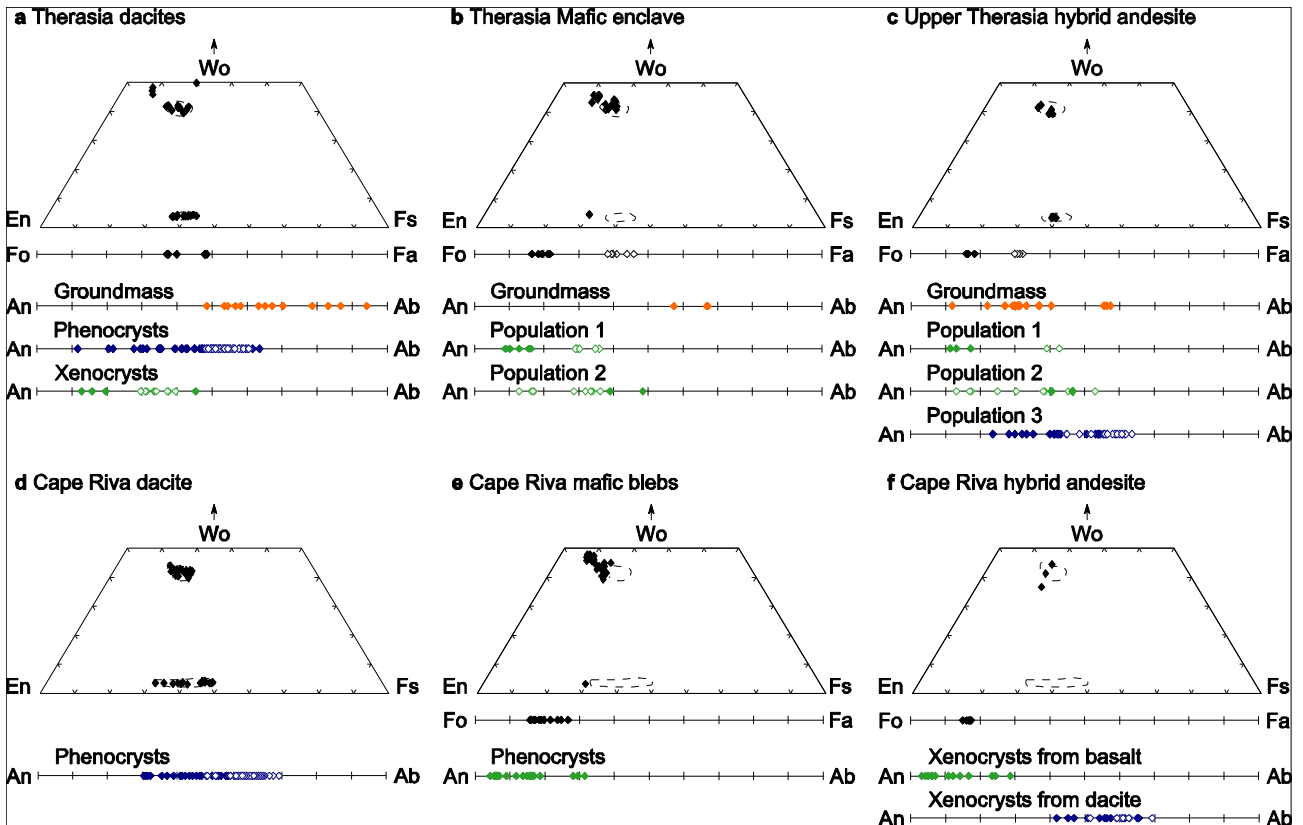 a Therasia dacites
Wo
En Fs
Fo Fa
Groundmass
An Ab
Phenocrysts
An Ab
Xenocrysts
An Ab
b Therasia Mafic enclave
Wo
En Fs
Fo Fa
Groundmass
An Ab
Population 1
An Ab
Population 2
An Ab
c Upper Therasia hybrid andesite
Wo
En Fs
Fo Fa
Groundmass
An Ab
Population 1
An Ab
Population 2
An Ab
Population 3
An Ab
d Cape Riva dacite
Wo
En Fs
Phenocrysts
An Ab
e Cape Riva mafic blebs
Wo
En Fs
Fo Fa
Phenocrysts
An Ab
f Cape Riva hybrid andesite
Wo
En Fs
Fo Fa
Xenocrysts from basalt
An Ab
Xenocrysts from dacite
An Ab